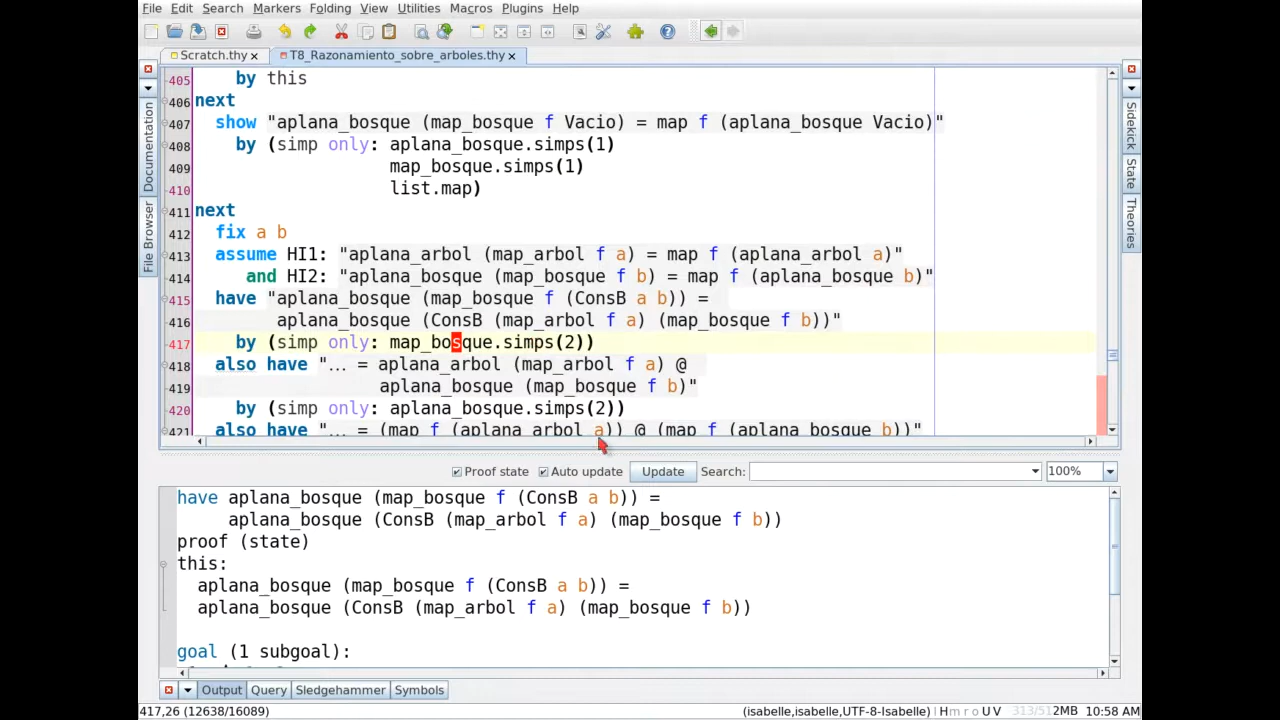 File Edit Search Markers Folding View Utilities Macros Plugins Help
Scratch.thy T8_Razonamiento_sobre_arboles.thy
405 by this
406 next
407 show "aplana_bosque (map_bosque f Vacio) = map f (aplana_bosque Vacio)"
408 by (simp only: aplana_bosque.simps(1)
409 map_bosque.simps(1)
410 list.map)
411 next
412 fix a b
413 assume HI1: "aplana_arbol (map_arbol f a) = map f (aplana_arbol a)"
414 and HI2: "aplana_bosque (map_bosque f b) = map f (aplana_bosque b)"
415 have "aplana_bosque (map_bosque f (ConsB a b)) =
416 aplana_bosque (ConsB (map_arbol f a) (map_bosque f b))"
417 by (simp only: map_bosque.simps(2))
418 also have "… = aplana_arbol (map_arbol f a) @
419 aplana_bosque (map_bosque f b)"
420 by (simp only: aplana_bosque.simps(2))
421 also have "… = (map f (aplana_arbol a)) @ (map f (aplana_bosque b))"
Documentation
File Browser
Sidekick
State
Theories
Proof state Auto update Update Search: 100%
have aplana_bosque (map_bosque f (ConsB a b)) =
aplana_bosque (ConsB (map_arbol f a) (map_bosque f b))
proof (state)
this:
aplana_bosque (map_bosque f (ConsB a b)) =
aplana_bosque (ConsB (map_arbol f a) (map_bosque f b))
goal (1 subgoal):
Output Query Sledgehammer Symbols
417,26 (12638/16089) (isabelle,isabelle,UTF-8-Isabelle) H m r o U V 313/512MB 10:58 AM